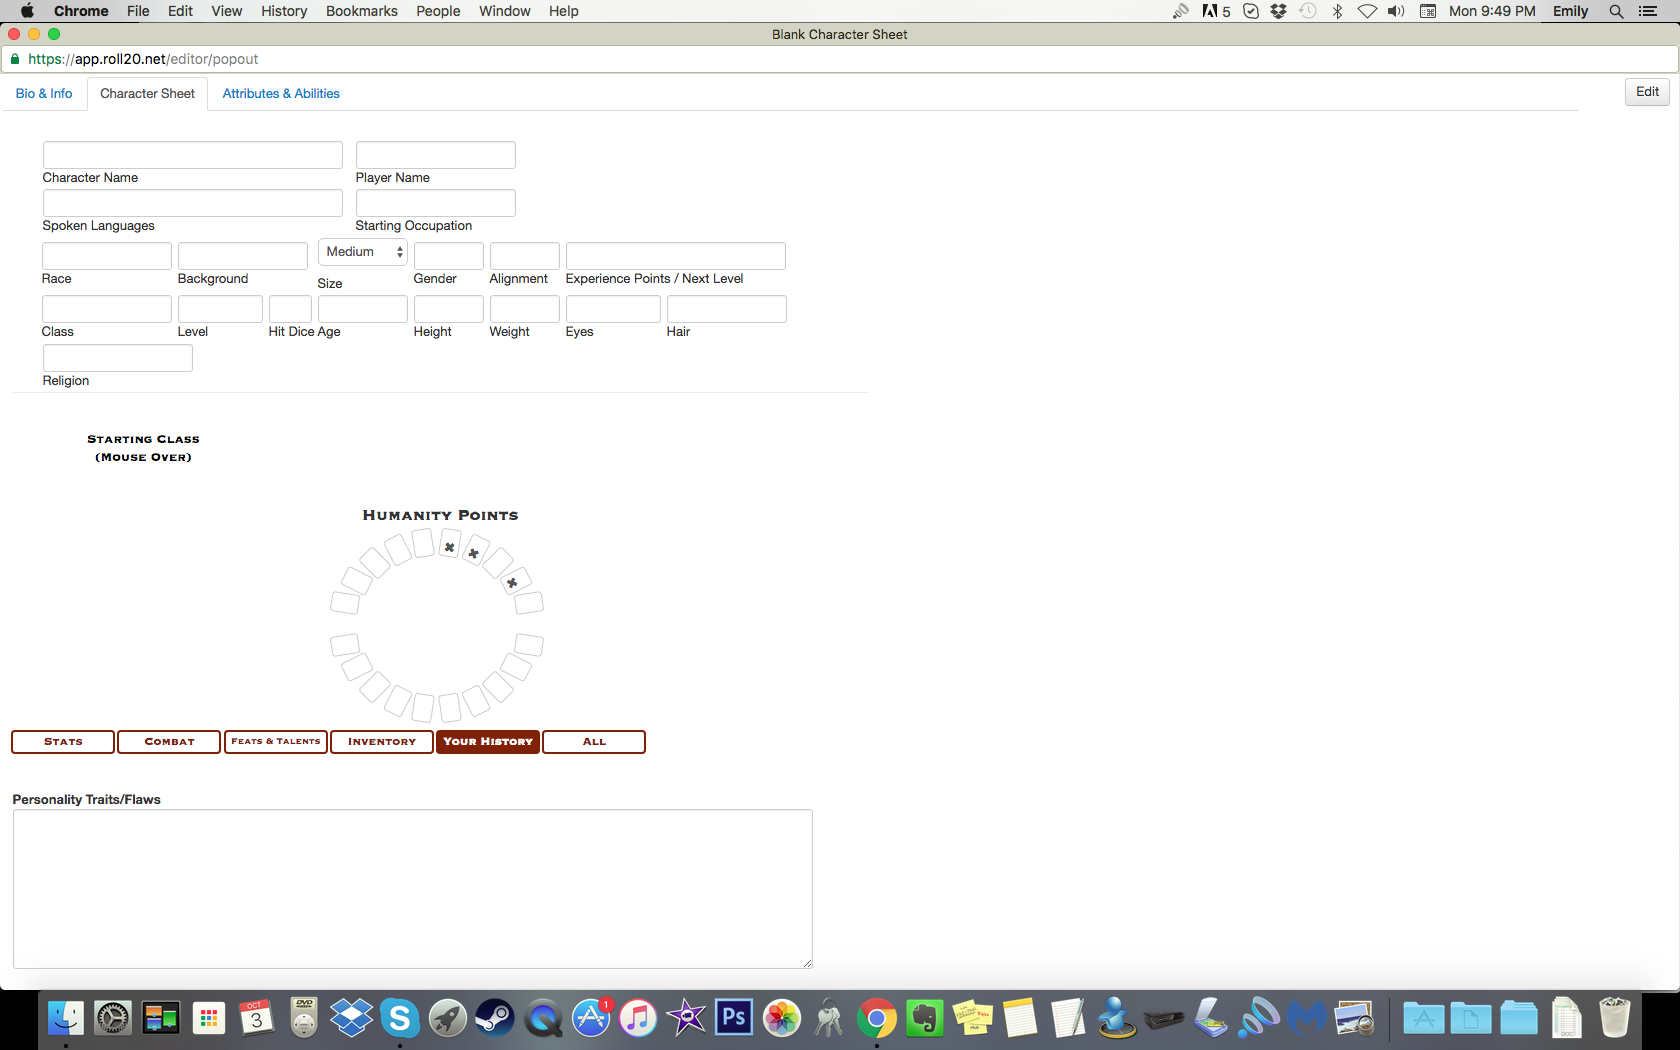 Chrome File Edit View History Bookmarks People Window Help 5 Mon 9:49 PM Emily
Blank Character Sheet
https://app.roll20.net/editor/popout
Bio & Info Character Sheet Attributes & Abilities Edit
Character Name Player Name
Spoken Languages Starting Occupation
Medium
Race Background Size Gender Alignment Experience Points / Next Level
Class Level Hit Dice Age Height Weight Eyes Hair
Religion
Starting Class
(Mouse Over)
Humanity Points
Stats Combat Feats & Talents Inventory Your History All
Personality Traits/Flaws
OCT
3
DVD
1
Ps
DOC